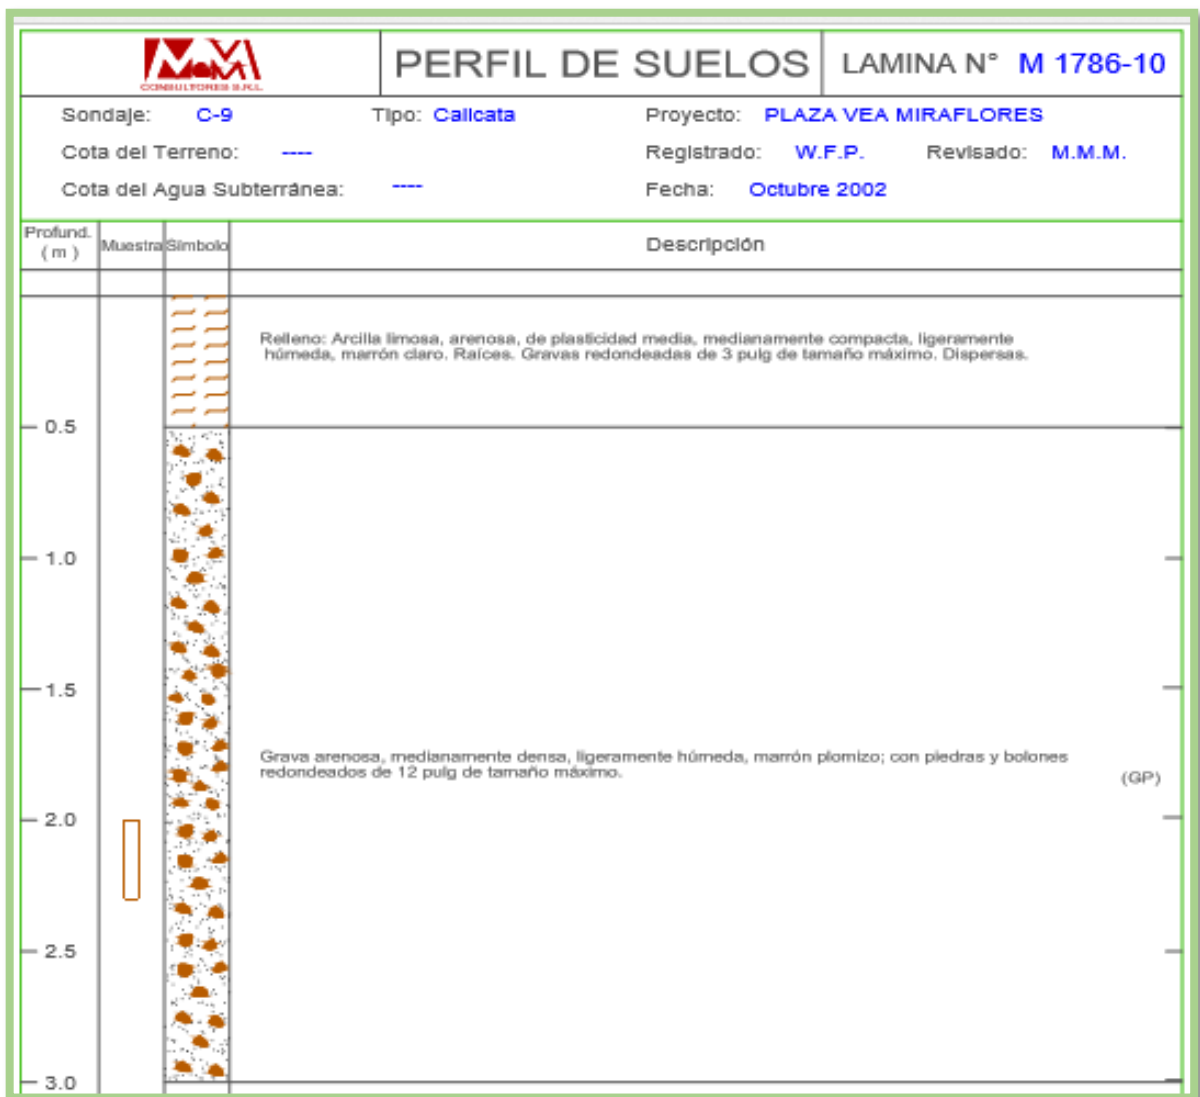 M&M
CONSULTORES S.R.L.
PERFIL DE SUELOS
LAMINA N° M 1786-10
Sondaje: C-9 Tipo: Calicata Proyecto: PLAZA VEA MIRAFLORES
Cota del Terreno: ---- Registrado: W.F.P. Revisado: M.M.M.
Cota del Agua Subterránea: ---- Fecha: Octubre 2002
Profund.
(m)
Muestra
Símbolo
Descripción
Relleno: Arcilla limosa, arenosa, de plasticidad media, medianamente compacta, ligeramente
húmeda, marrón claro. Raíces. Gravas redondeadas de 3 pulg de tamaño máximo. Dispersas.
0.5
1.0
1.5
Grava arenosa, medianamente densa, ligeramente húmeda, marrón plomizo; con piedras y bolones
redondeados de 12 pulg de tamaño máximo.
(GP)
2.0
2.5
3.0